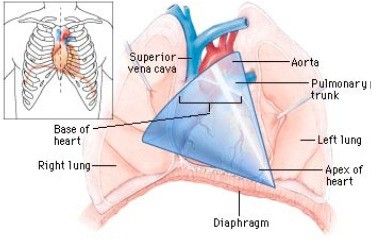 Superior
vena cava
Aorta
Pulmonary
trunk
Base of
heart
Left lung
Right lung
Apex of
heart
Diaphragm